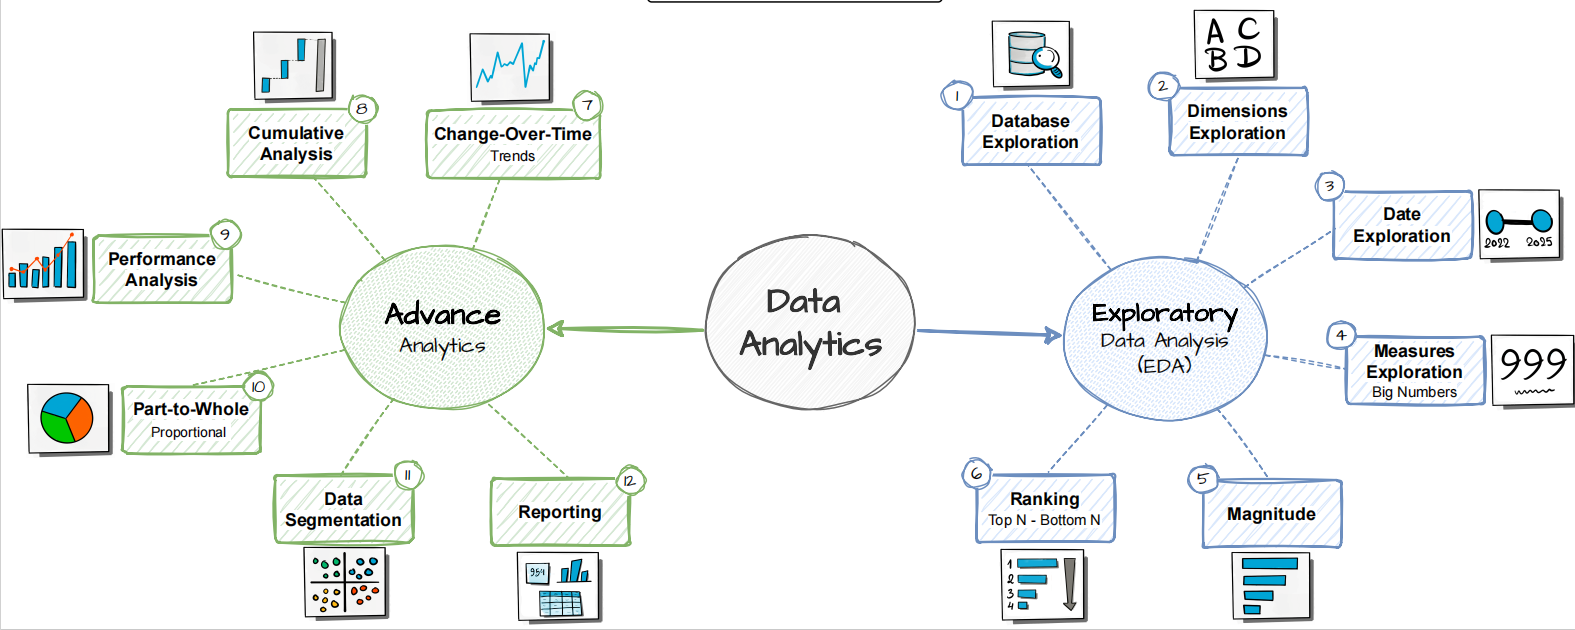 Data
Analytics
Exploratory
Data Analysis
(EDA)
1
Database
Exploration
2
A C
B D
Dimensions
Exploration
3
Date
Exploration
2022 2025
4
Measures
Exploration
Big Numbers
999
5
Magnitude
6
Ranking
Top N - Bottom N
1
2
3
4
Advance
Analytics
7
Change-Over-Time
Trends
8
Cumulative
Analysis
9
Performance
Analysis
10
Part-to-Whole
Proportional
11
Data
Segmentation
12
Reporting
954